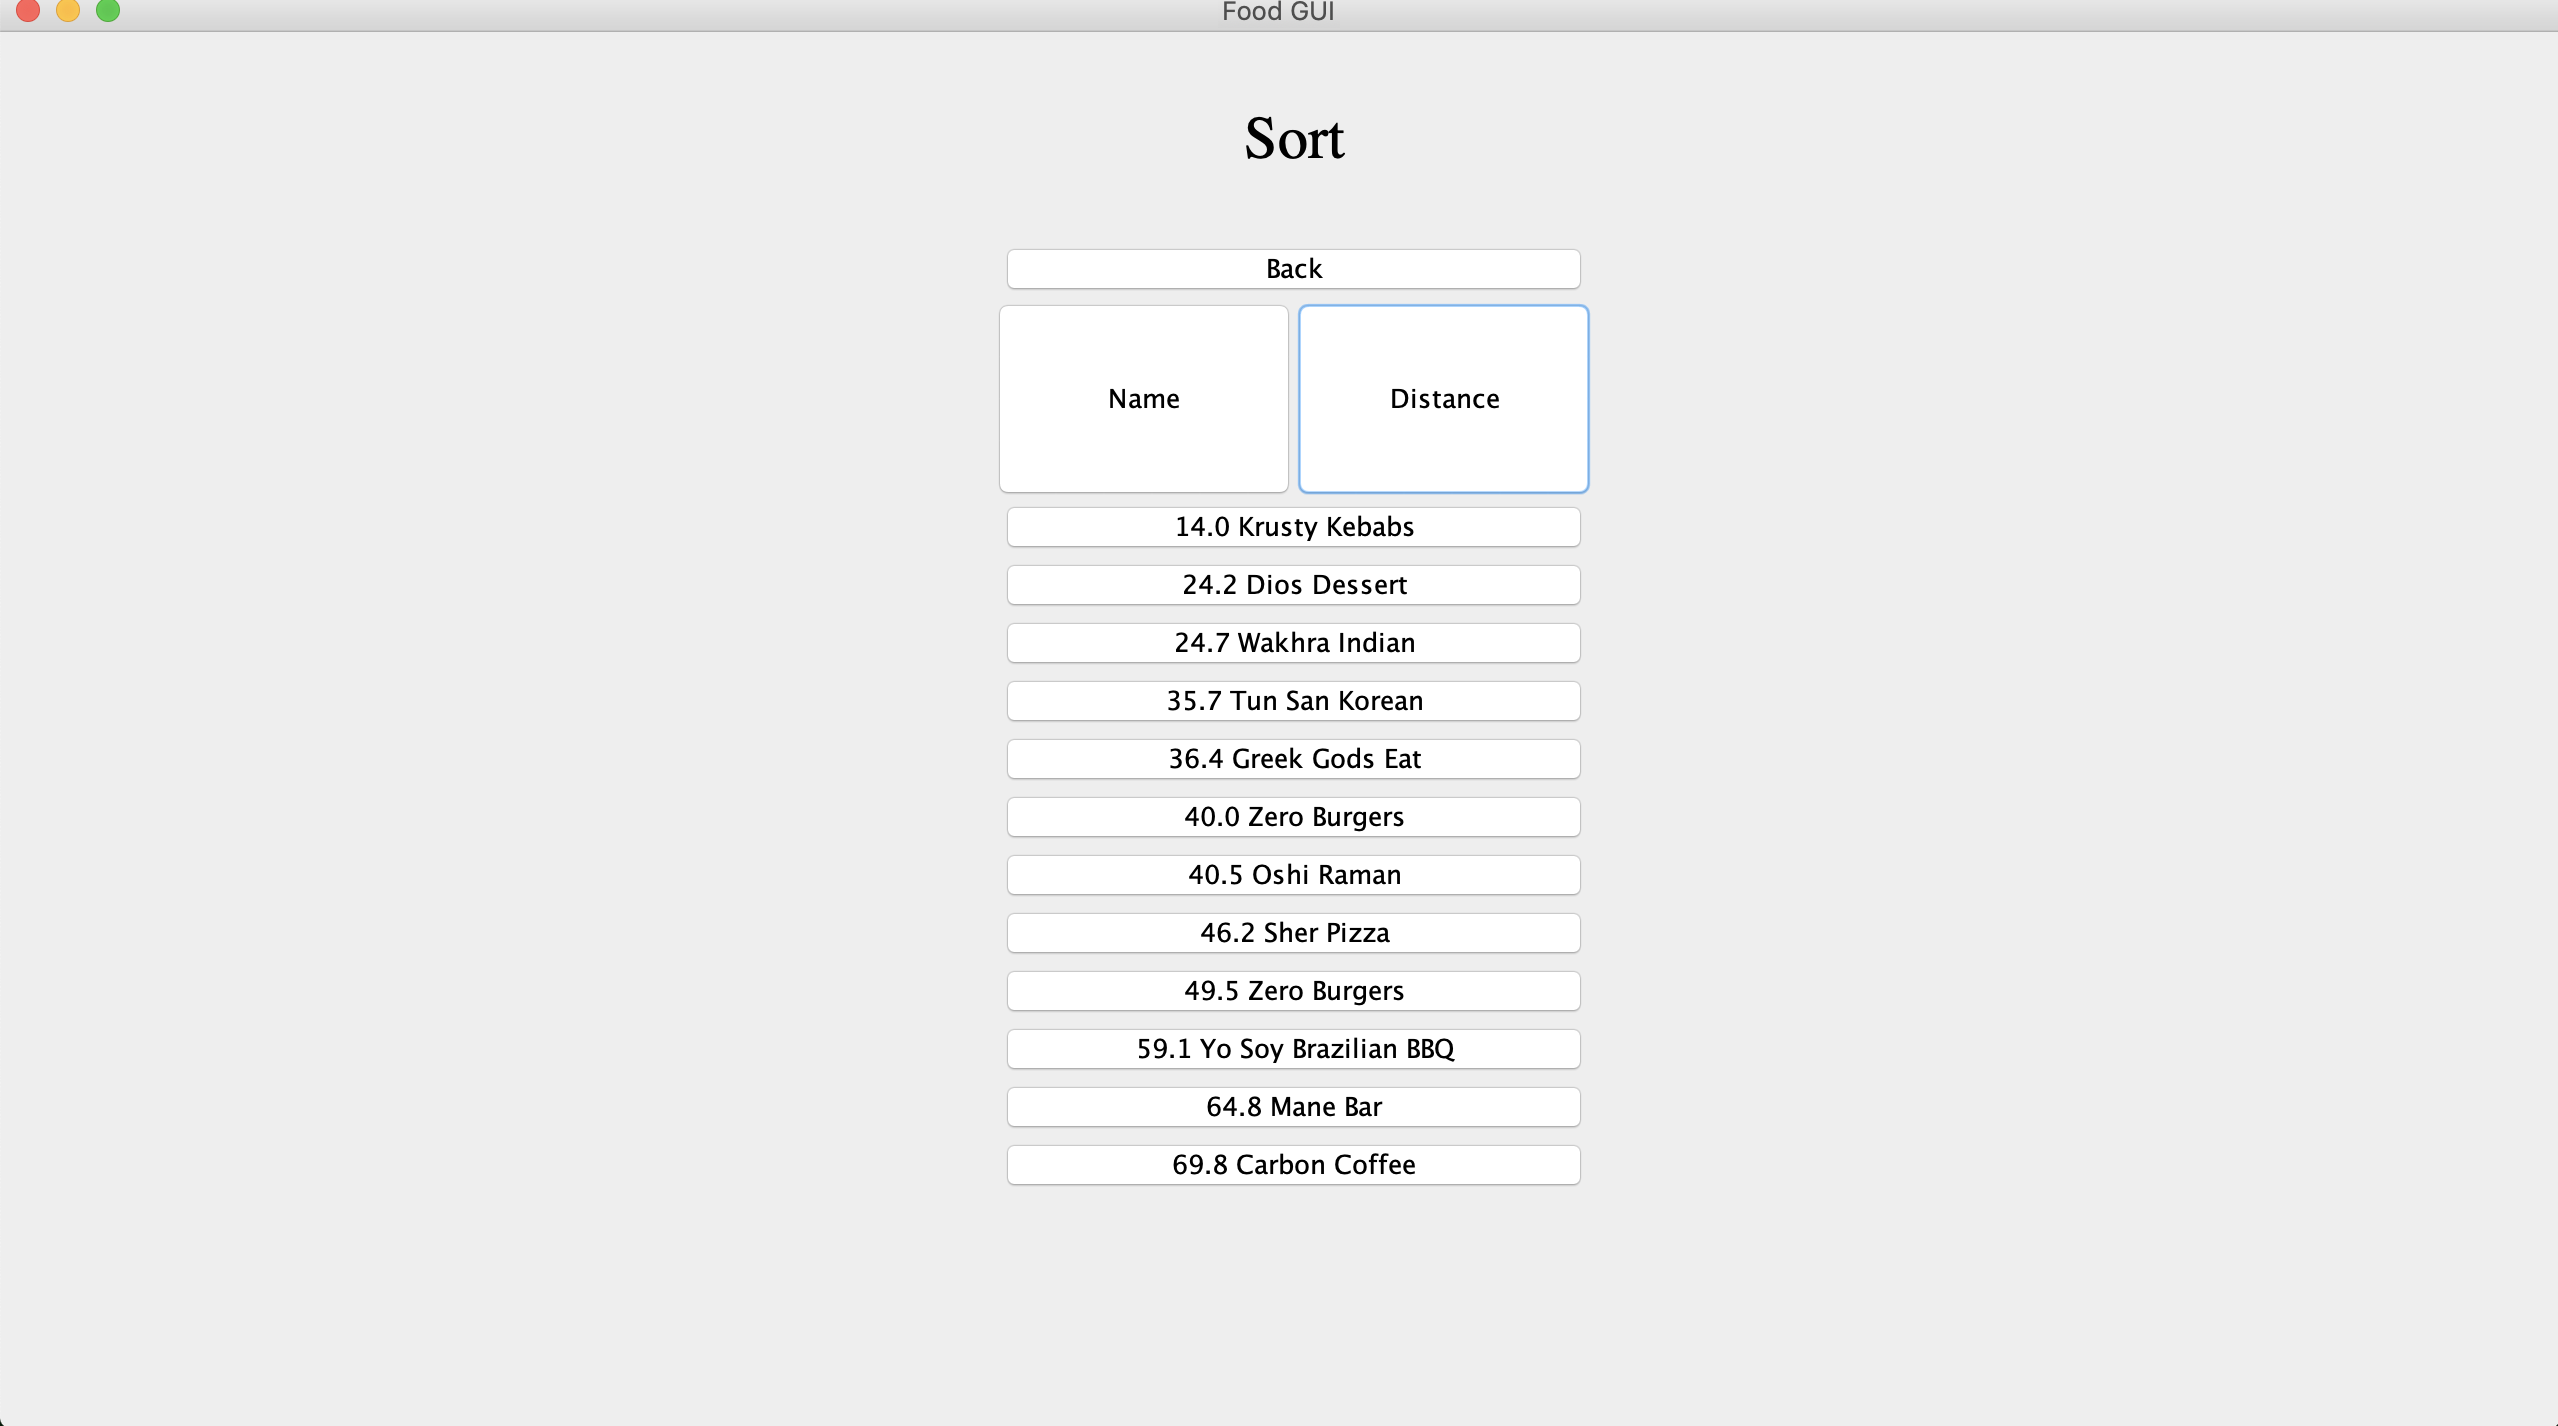 Food GUI
Sort
Back
Name Distance
14.0 Krusty Kebabs
24.2 Dios Dessert
24.7 Wakhra Indian
35.7 Tun San Korean
36.4 Greek Gods Eat
40.0 Zero Burgers
40.5 Oshi Raman
46.2 Sher Pizza
49.5 Zero Burgers
59.1 Yo Soy Brazilian BBQ
64.8 Mane Bar
69.8 Carbon Coffee